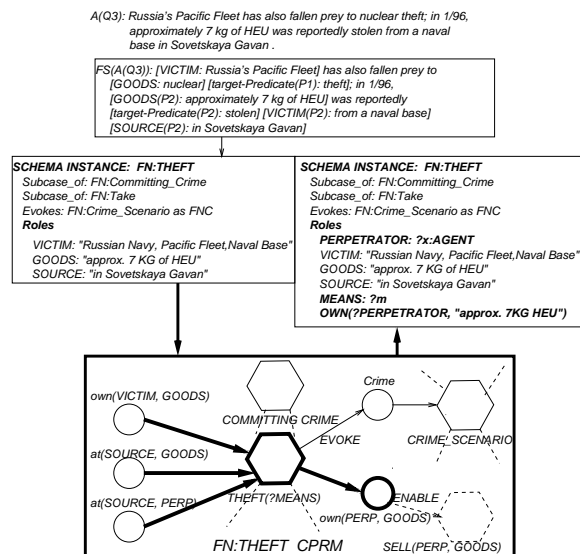 A(Q3): Russia's Pacific Fleet has also fallen prey to nuclear theft; in 1/96,
approximately 7 kg of HEU was reportedly stolen from a naval
base in Sovetskaya Gavan .
FS(A(Q3)): [VICTIM: Russia's Pacific Fleet] has also fallen prey to
[GOODS: nuclear] [target-Predicate(P1): theft]; in 1/96,
[GOODS(P2): approximately 7 kg of HEU] was reportedly
[target-Predicate(P2): stolen] [VICTIM(P2): from a naval base]
[SOURCE(P2): in Sovetskaya Gavan]
SCHEMA INSTANCE: FN:THEFT
Subcase_of: FN:Committing_Crime
Subcase_of: FN:Take
Evokes: FN:Crime_Scenario as FNC
Roles
VICTIM: "Russian Navy, Pacific Fleet,Naval Base"
GOODS: "approx. 7 KG of HEU"
SOURCE: "in Sovetskaya Gavan"
SCHEMA INSTANCE: FN:THEFT
Subcase_of: FN:Committing_Crime
Subcase_of: FN:Take
Evokes: FN:Crime_Scenario as FNC
Roles
PERPETRATOR: ?x:AGENT
VICTIM: "Russian Navy, Pacific Fleet,Naval Base"
GOODS: "approx. 7 KG of HEU"
SOURCE: "in Sovetskaya Gavan"
MEANS: ?m
OWN(?PERPETRATOR, "approx. 7KG HEU")
own(VICTIM, GOODS)
at(SOURCE, GOODS)
at(SOURCE, PERP)
COMMITTING CRIME
THEFT(?MEANS)
EVOKE
Crime
CRIME_SCENARIO
ENABLE
own(PERP, GOODS)
SELL(PERP, GOODS)
FN:THEFT CPRM